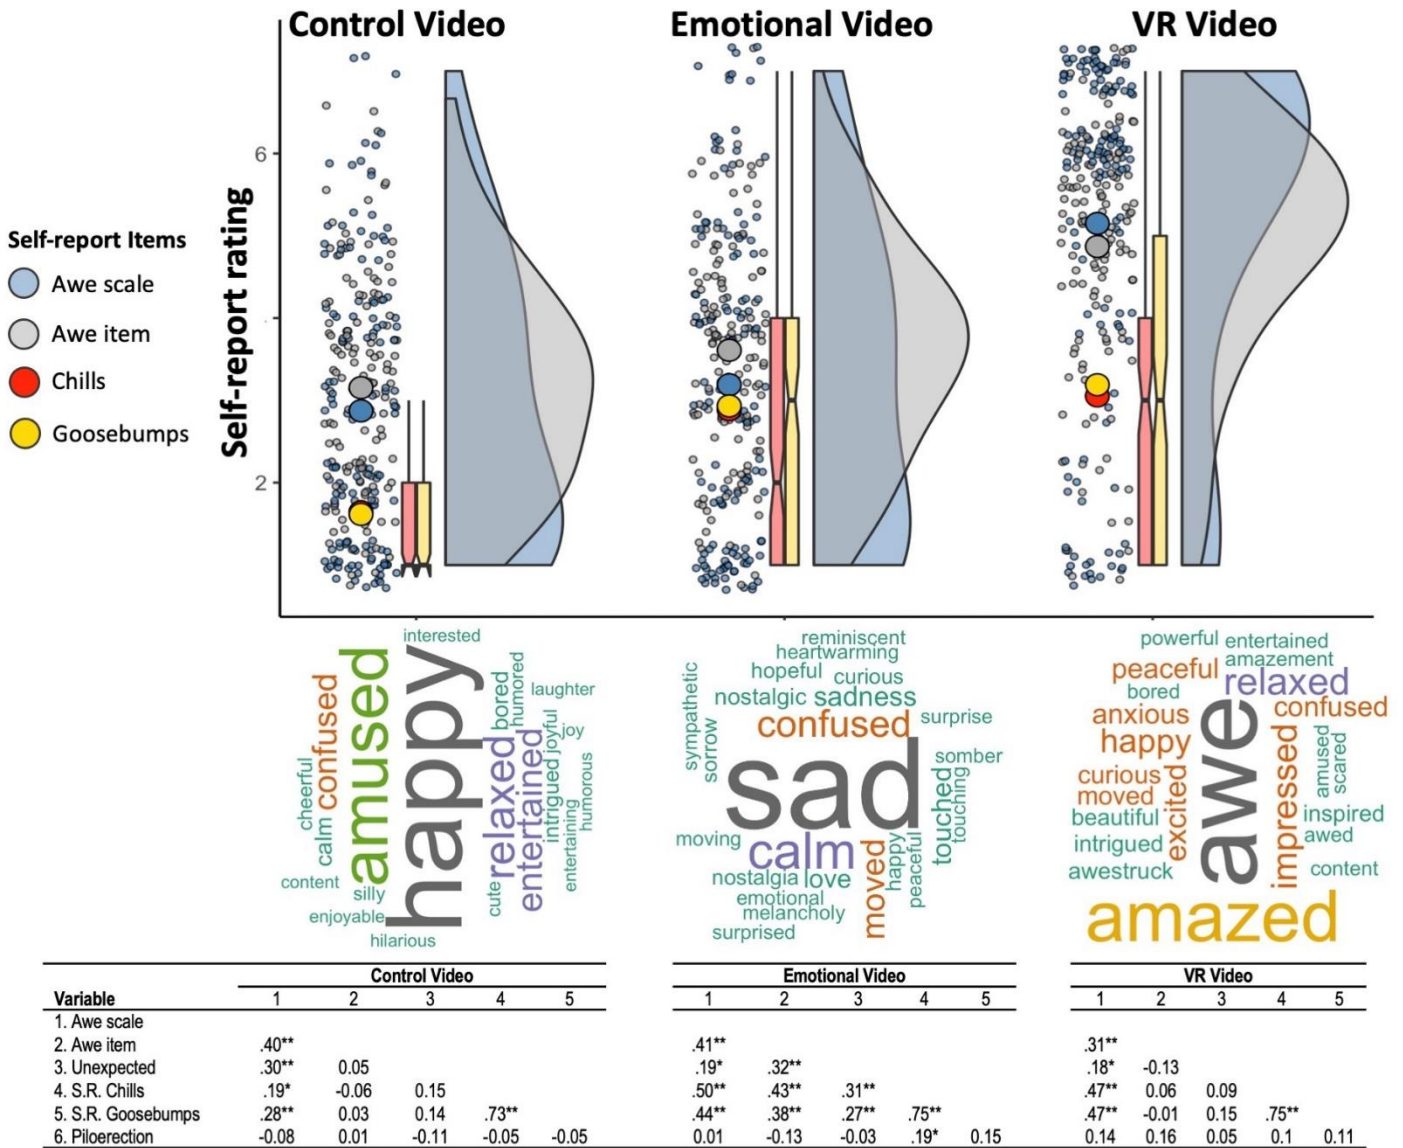 Control Video
Emotional Video
VR Video
Self-report Items
Awe scale
Awe item
Chills
Goosebumps
Self-report rating
6
2
interested
happy
amused
confused
cheerful
calm
content
silly
enjoyable
hilarious
bored
humored
laughter
joyful
joy
relaxed
entertained
intrigued
entertaining
humorous
cute
reminiscent
heartwarming
hopeful
curious
nostalgic
sadness
sympathetic
sorrow
confused
surprise
sad
somber
touched
touching
moving
calm
moved
happy
peaceful
nostalgia
love
emotional
melancholy
surprised
powerful
entertained
amazement
peaceful
bored
relaxed
anxious
confused
happy
awe
impressed
amused
scared
curious
moved
excited
beautiful
inspired
intrigued
awed
awestruck
content
amazed
Control Video Emotional Video VR Video
Variable 1 2 3 4 5 1 2 3 4 5 1 2 3 4 5
1. Awe scale
2. Awe item .40** .41** .31**
3. Unexpected .30** 0.05 .19* .32** .18* -0.13
4. S.R. Chills .19* -0.06 0.15 .50** .43** .31** .47** 0.06 0.09
5. S.R. Goosebumps .28** 0.03 0.14 .73** .44** .38** .27** .75** .47** -0.01 0.15 .75**
6. Piloerection -0.08 0.01 -0.11 -0.05 -0.05 0.01 -0.13 -0.03 .19* 0.15 0.14 0.16 0.05 0.1 0.11